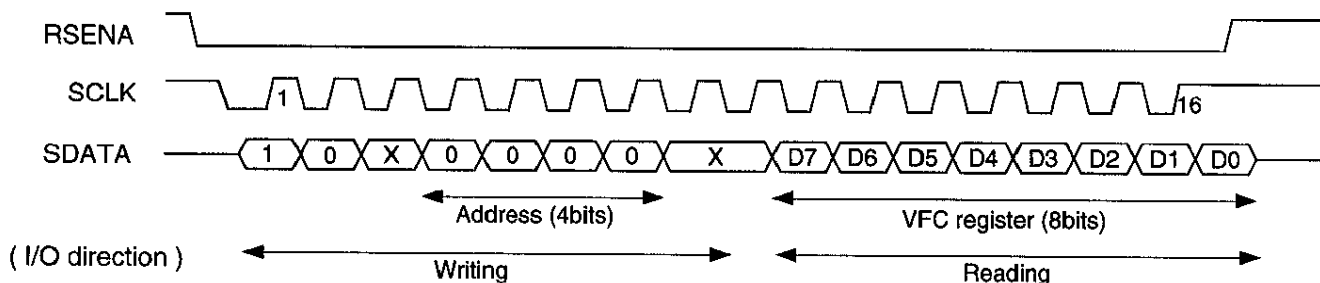 RSENA
SCLK 1 16
SDATA 1 0 X 0 0 0 0 X D7 D6 D5 D4 D3 D2 D1 D0
Address (4bits) VFC register (8bits)
( I/O direction ) Writing Reading